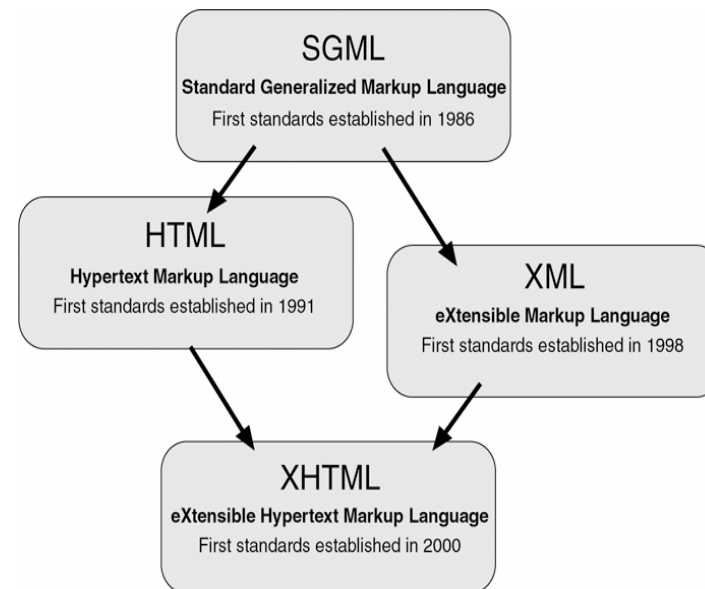 SGML
Standard Generalized Markup Language
First standards established in 1986
HTML
Hypertext Markup Language
First standards established in 1991
XML
eXtensible Markup Language
First standards established in 1998
XHTML
eXtensible Hypertext Markup Language
First standards established in 2000